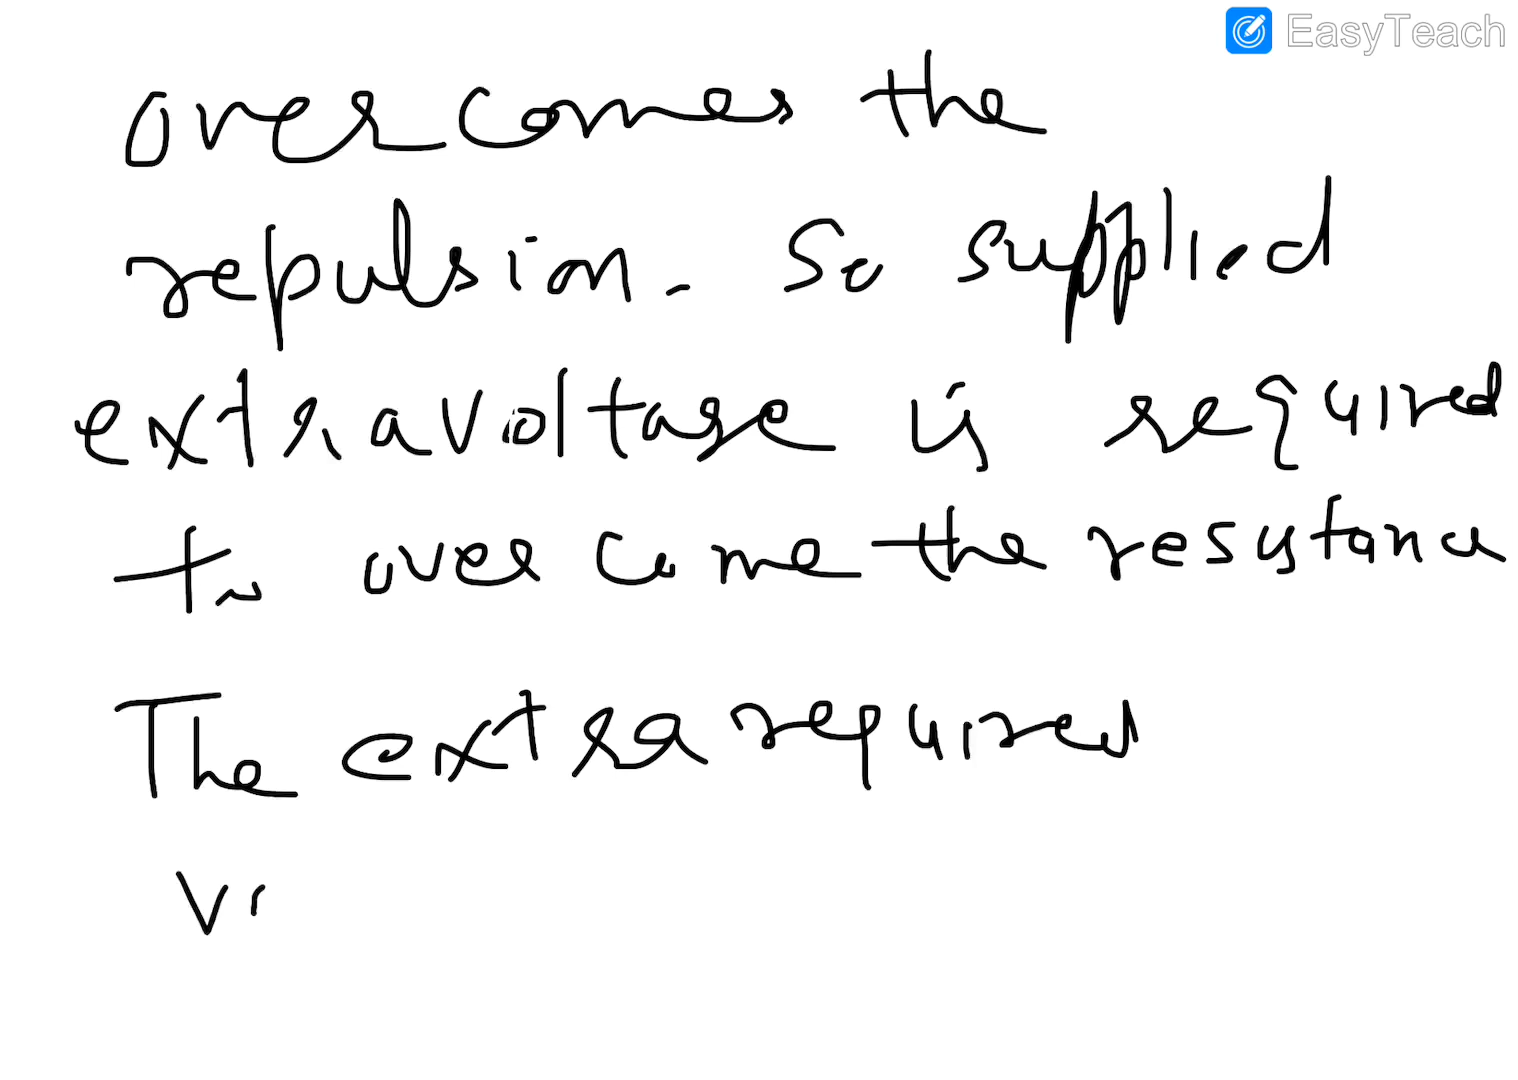 EasyTeach
overcomes the
repulsion. So supplied
extra voltage is required
to overcome the resistance
The extra required